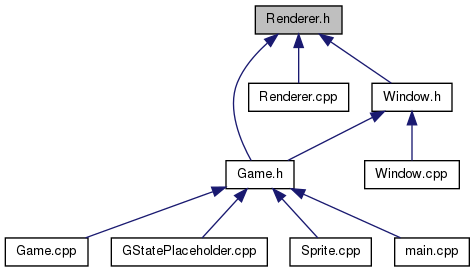 Renderer.h
Renderer.cpp
Window.h
Game.h
Window.cpp
Game.cpp
GStatePlaceholder.cpp
Sprite.cpp
main.cpp